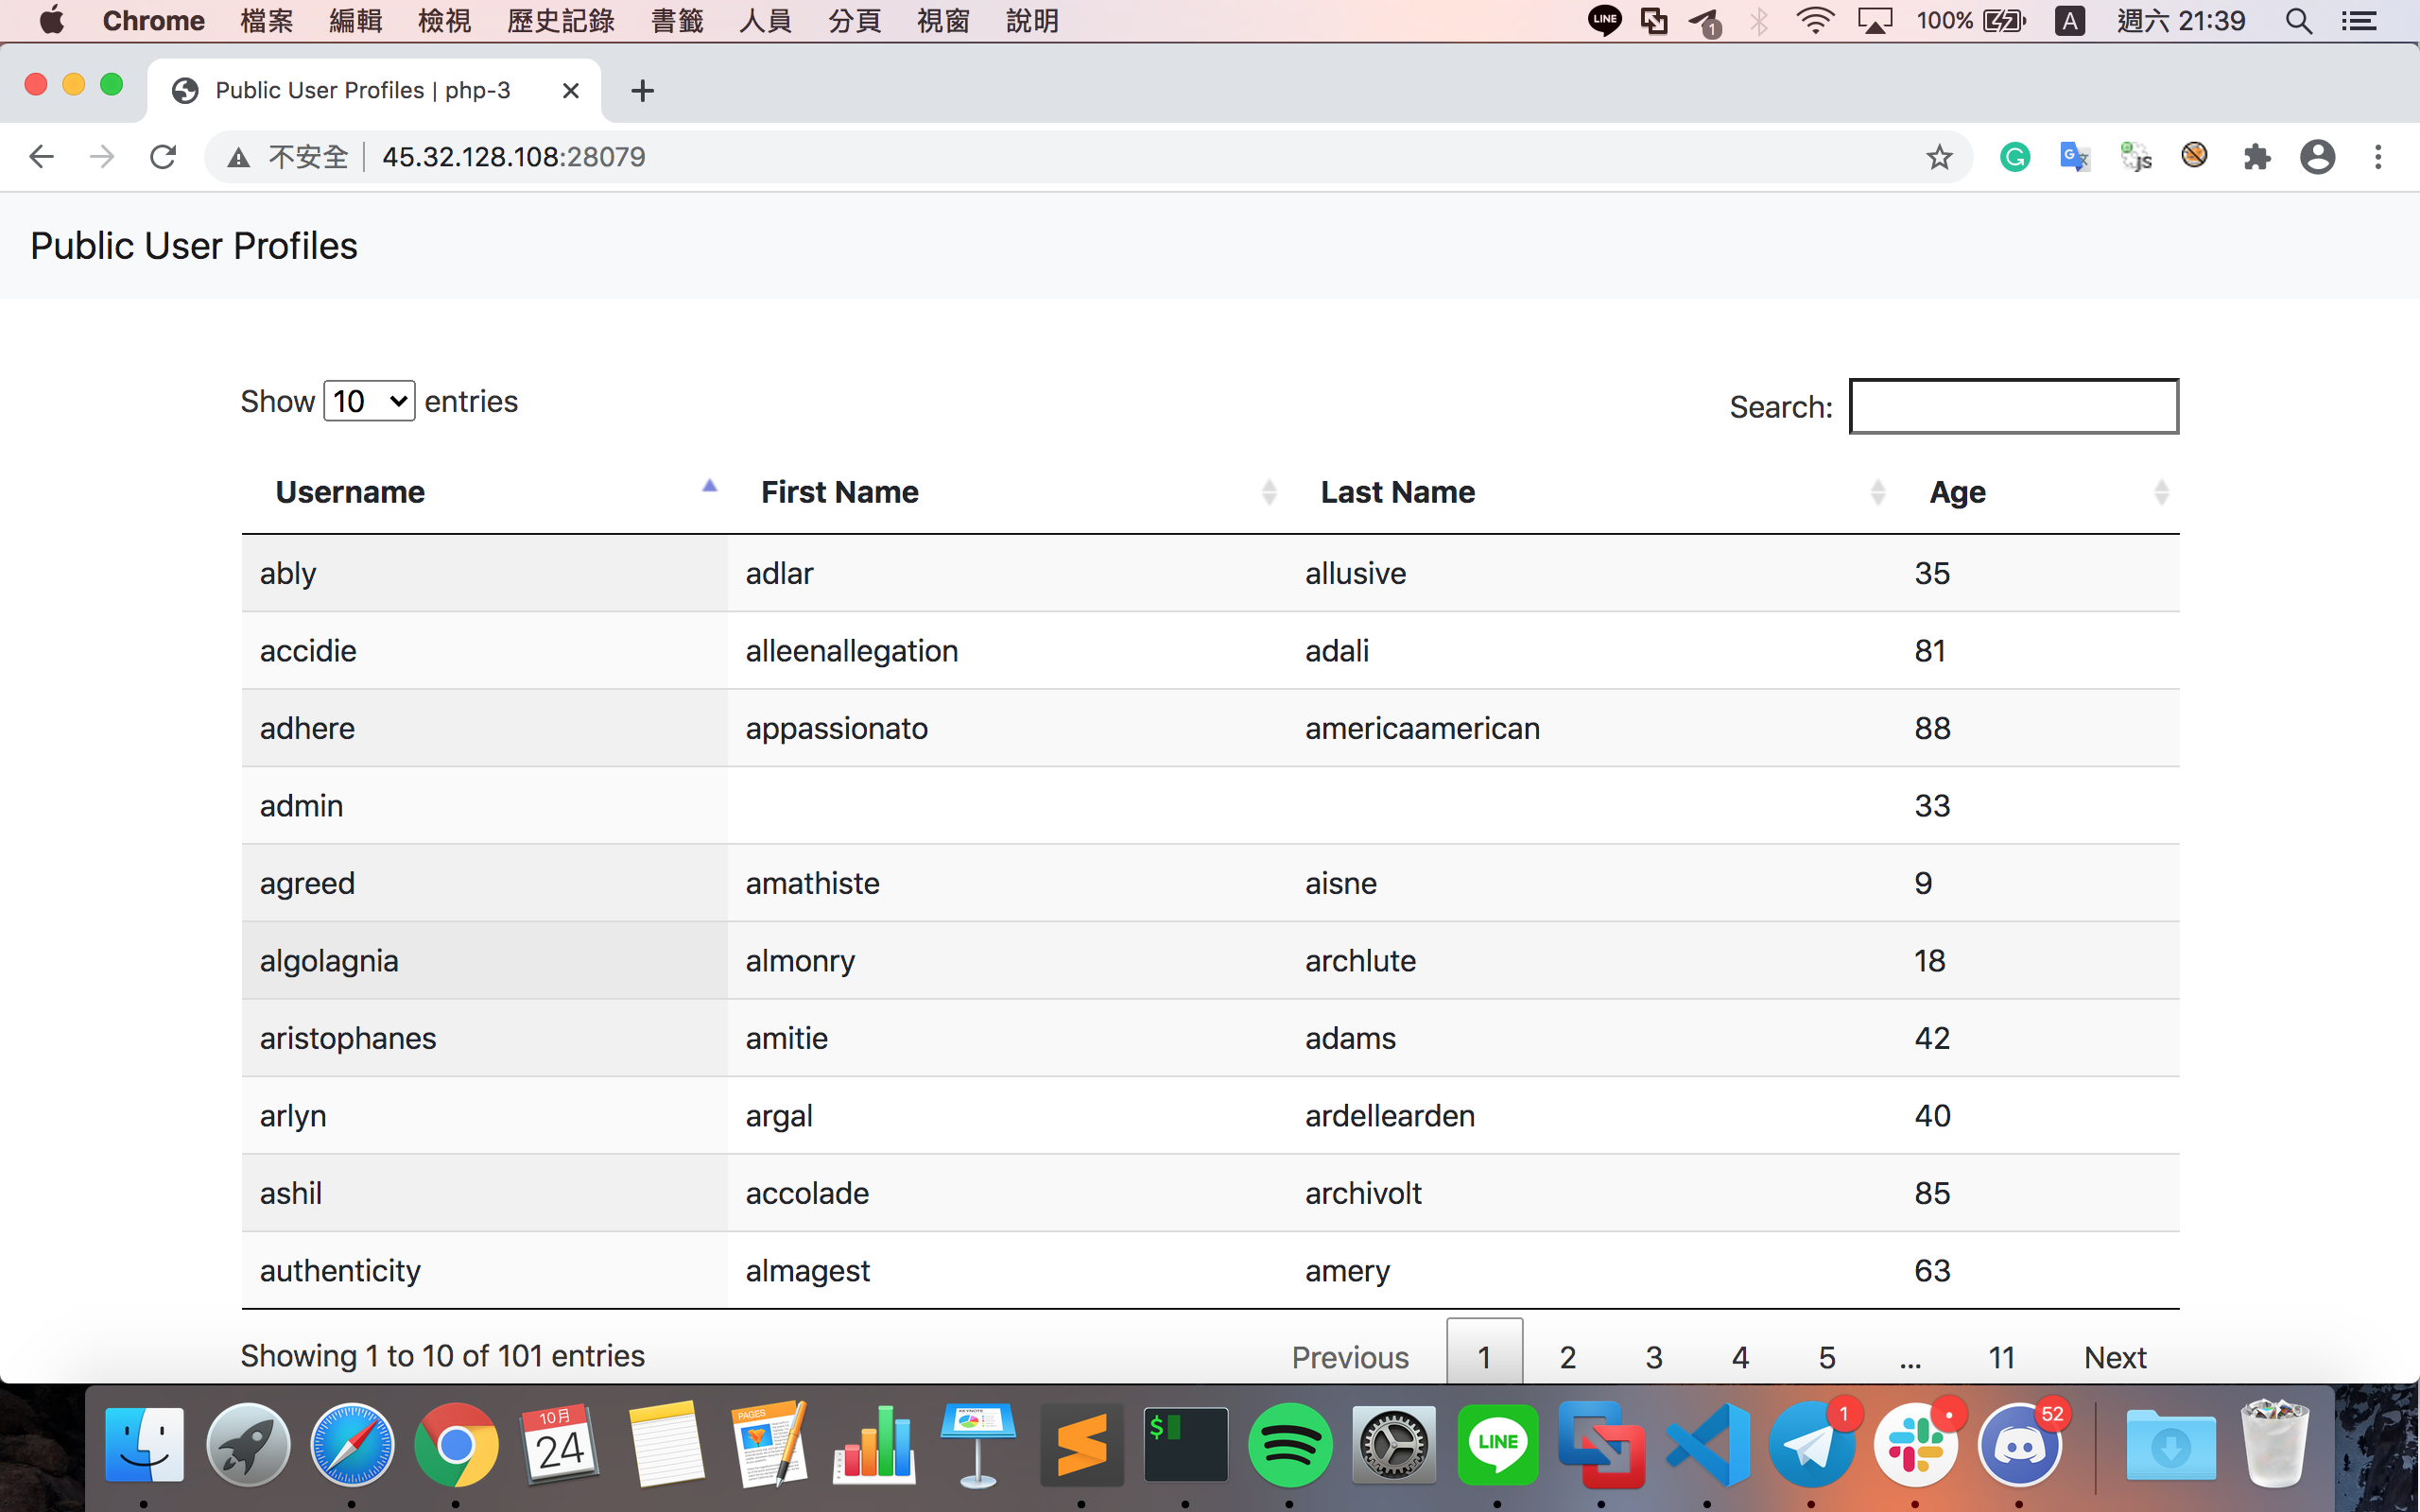 Chrome 檔案 編輯 檢視 歷史記錄 書籤 人員 分頁 視窗 說明 LINE 1 100% A 週六 21:39
Public User Profiles | php-3
不安全 45.32.128.108:28079
Public User Profiles
Show 10 entries Search:
Username First Name Last Name Age
ably adlar allusive 35
accidie alleenallegation adali 81
adhere appassionato americaamerican 88
admin 33
agreed amathiste aisne 9
algolagnia almonry archlute 18
aristophanes amitie adams 42
arlyn argal ardellearden 40
ashil accolade archivolt 85
authenticity almagest amery 63
Showing 1 to 10 of 101 entries Previous 1 2 3 4 5 ... 11 Next
10月 24 PAGES KEYNOTE $ LINE 1 52